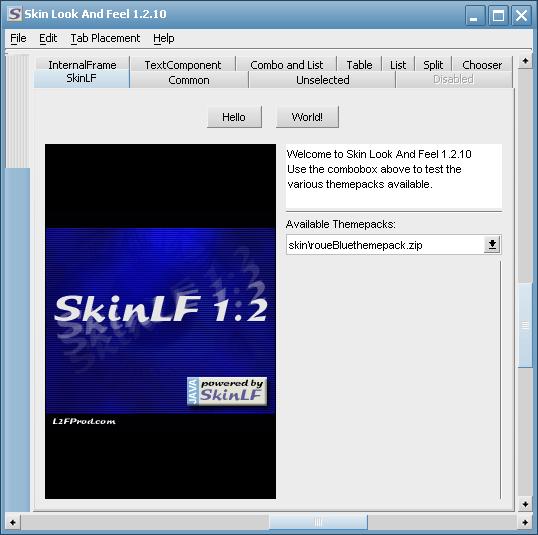 Skin Look And Feel 1.2.10
File Edit Tab Placement Help
InternalFrame TextComponent Combo and List Table List Split Chooser
SkinLF Common Unselected Disabled
Hello World!
Welcome to Skin Look And Feel 1.2.10
Use the combobox above to test the
various themepacks available.
Available Themepacks:
skin\roueBluethemepack.zip
SkinLF 1.2
JAVA
powered by
SkinLF
L2FProd.com